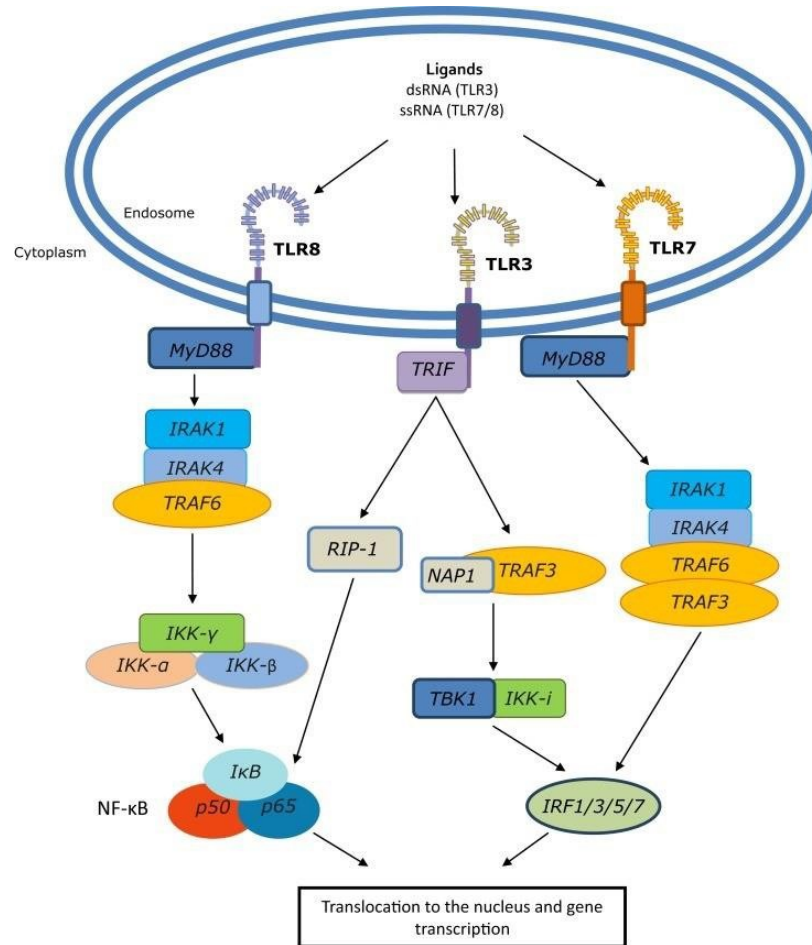 Ligands
dsRNA (TLR3)
ssRNA (TLR7/8)
Endosome
Cytoplasm
TLR8
TLR3
TLR7
MyD88
TRIF
MyD88
IRAK1
IRAK4
TRAF6
IRAK1
IRAK4
TRAF6
TRAF3
RIP-1
NAP1
TRAF3
IKK-γ
IKK-α
IKK-β
TBK1
IKK-i
IκB
NF-κB
p50
p65
IRF1/3/5/7
Translocation to the nucleus and gene
transcription